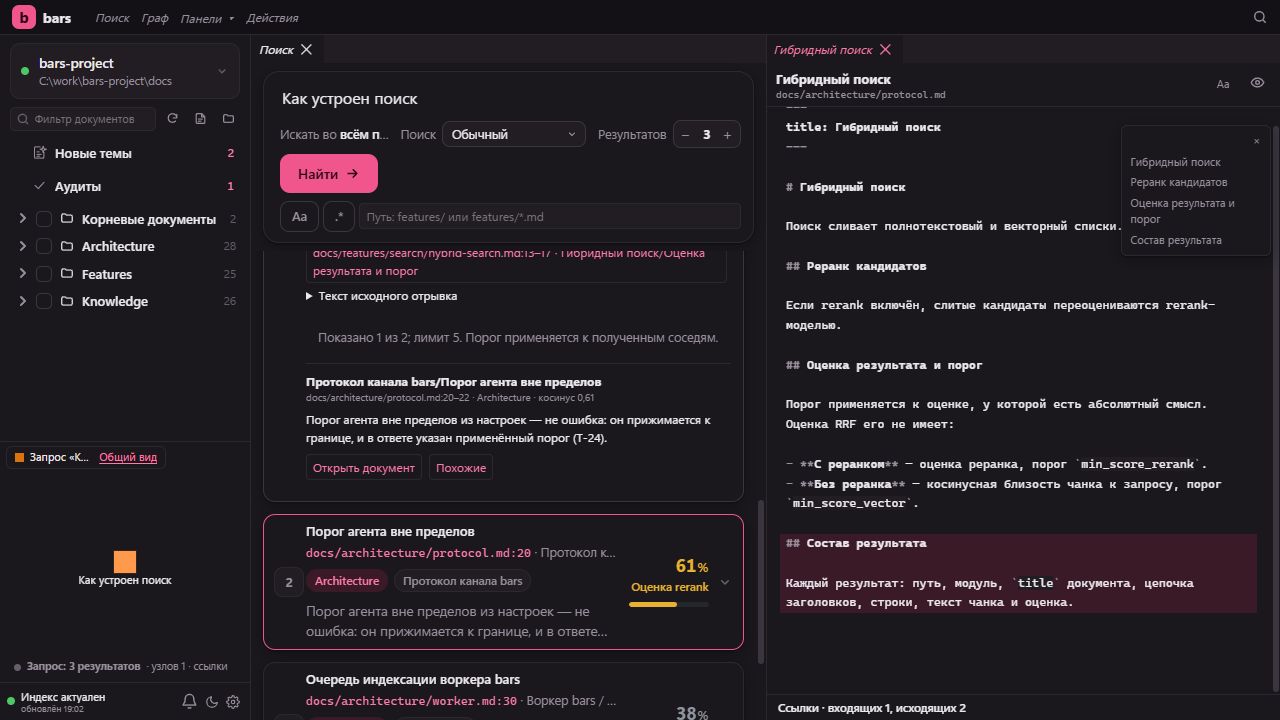 b bars Поиск Граф Панели Действия
bars-project
C:\work\bars-project\docs
Фильтр документов
Новые темы 2
Аудиты 1
Корневые документы 2
Architecture 28
Features 25
Knowledge 26
Запрос «К... Общий вид
Как устроен поиск
Запрос: 3 результатов · узлов 1 · ссылки
Индекс актуален
обновлён 19:02
Поиск
Как устроен поиск
Искать во всём п... Поиск Обычный Результатов − 3 +
Найти →
Aa .* Путь: features/ или features/*.md
docs/features/search/hybrid-search.md:13–17 · Гибридный поиск/Оценка
результата и порог
Текст исходного отрывка
Показано 1 из 2; лимит 5. Порог применяется к полученным соседям.
Протокол канала bars/Порог агента вне пределов
docs/architecture/protocol.md:20–22 · Architecture · косинус 0,61
Порог агента вне пределов из настроек — не ошибка: он прижимается к
границе, и в ответе указан применённый порог (Т-24).
Открыть документ Похожие
2
Порог агента вне пределов
docs/architecture/protocol.md:20 · Протокол к...
Architecture Протокол канала bars
Порог агента вне пределов из настроек — не
ошибка: он прижимается к границе, и в ответе...
61%
Оценка rerank
Очередь индексации воркера bars
docs/architecture/worker.md:30 · Воркер bars / ...
38%
Гибридный поиск
Гибридный поиск
docs/architecture/protocol.md
Aa
---
title: Гибридный поиск
---
# Гибридный поиск
Поиск сливает полнотекстовый и векторный списки.
## Реранк кандидатов
Если rerank включён, слитые кандидаты переоцениваются rerank-
моделью.
## Оценка результата и порог
Порог применяется к оценке, у которой есть абсолютный смысл.
Оценка RRF его не имеет:
- **С реранком** — оценка реранка, порог `min_score_rerank`.
- **Без реранка** — косинусная близость чанка к запросу, порог
`min_score_vector`.
## Состав результата
Каждый результат: путь, модуль, `title` документа, цепочка
заголовков, строки, текст чанка и оценка.
×
Гибридный поиск
Реранк кандидатов
Оценка результата и
порог
Состав результата
Ссылки · входящих 1, исходящих 2